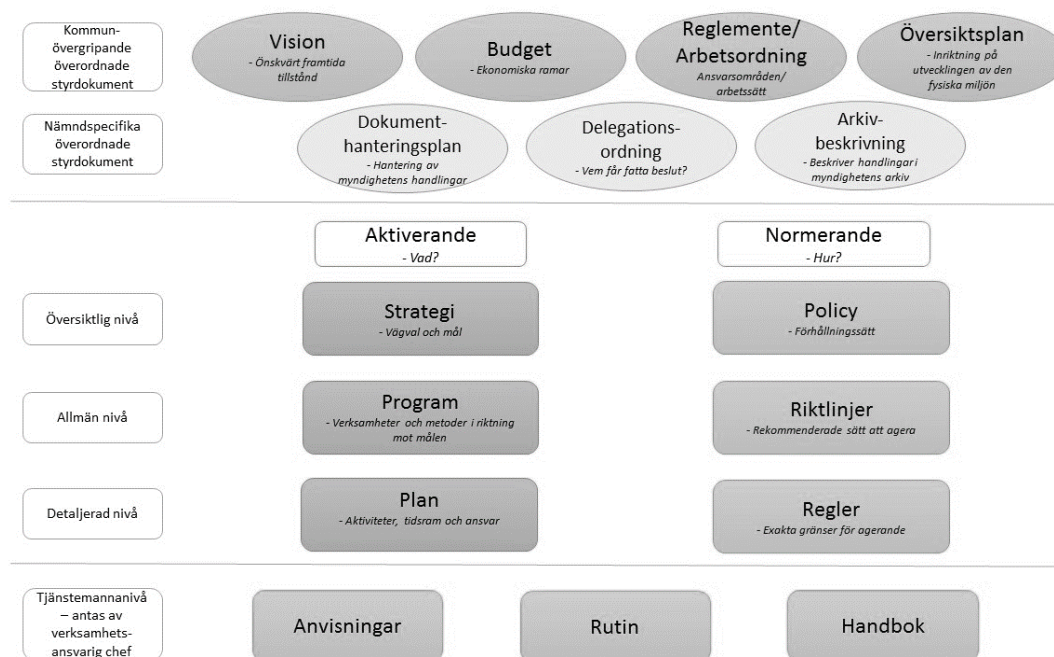 Kommun-
övergripande
överordnade
styrdokument
Vision
- Önskvärt framtida
tillstånd
Budget
- Ekonomiska ramar
Reglemente/
Arbetsordning
Ansvarsområden/
arbetssätt
Översiktsplan
- Inriktning på
utvecklingen av den
fysiska miljön
Nämndspecifika
överordnade
styrdokument
Dokument-
hanteringsplan
- Hantering av
myndighetens handlingar
Delegations-
ordning
- Vem får fatta beslut?
Arkiv-
beskrivning
- Beskriver handlingar i
myndighetens arkiv
Aktiverande
- Vad?
Normerande
- Hur?
Översiktlig nivå
Strategi
- Vägval och mål
Policy
- Förhållningssätt
Allmän nivå
Program
- Verksamheter och metoder i riktning
mot målen
Riktlinjer
- Rekommenderade sätt att agera
Detaljerad nivå
Plan
- Aktiviteter, tidsram och ansvar
Regler
- Exakta gränser för agerande
Tjänstemannanivå
– antas av
verksamhets-
ansvarig chef
Anvisningar
Rutin
Handbok